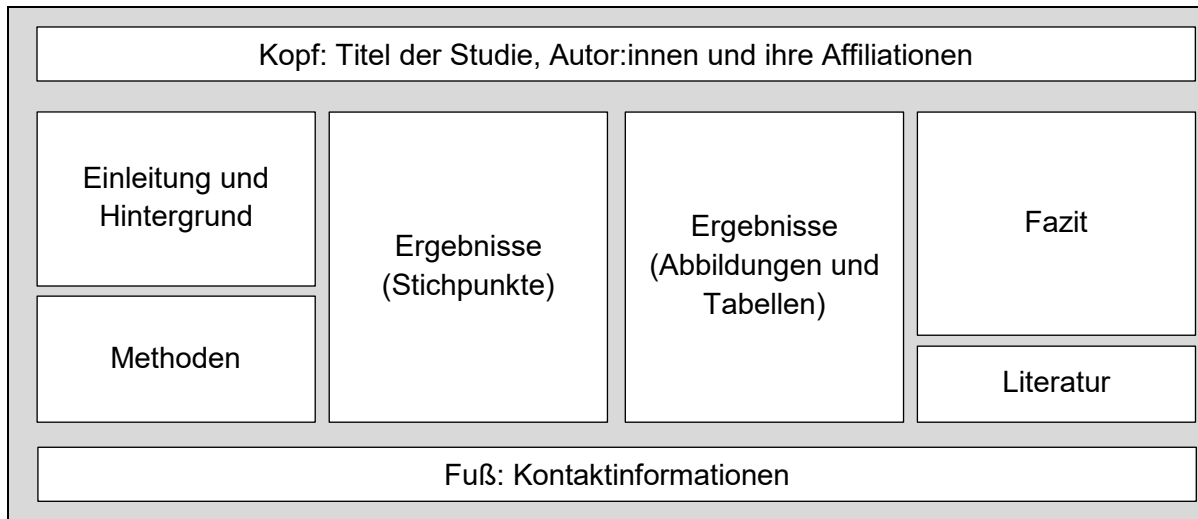 Kopf: Titel der Studie, Autor:innen und ihre Affiliationen
Einleitung und
Hintergrund
Methoden
Ergebnisse
(Stichpunkte)
Ergebnisse
(Abbildungen und
Tabellen)
Fazit
Literatur
Fuß: Kontaktinformationen